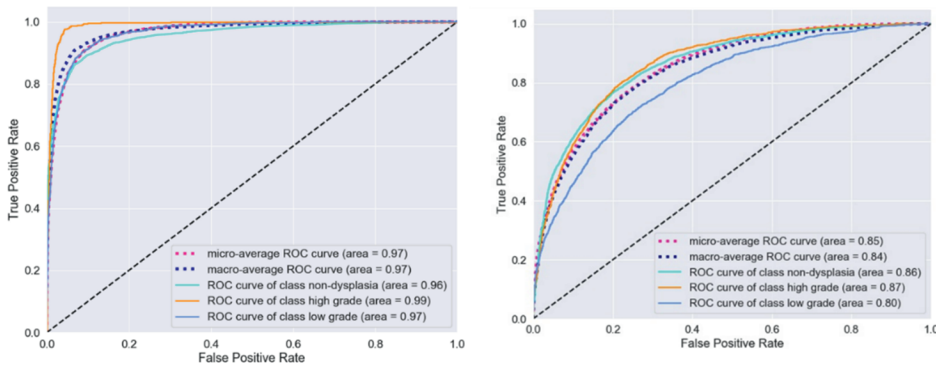 1.0
0.8
0.6
0.4
0.2
0.0
True Positive Rate
micro-average ROC curve (area = 0.97)
macro-average ROC curve (area = 0.97)
ROC curve of class non-dysplasia (area = 0.96)
ROC curve of class high grade (area = 0.99)
ROC curve of class low grade (area = 0.97)
0.0 0.2 0.4 0.6 0.8 1.0
False Positive Rate
1.0
0.8
0.6
0.4
0.2
0.0
True Positive Rate
micro-average ROC curve (area = 0.85)
macro-average ROC curve (area = 0.84)
ROC curve of class non-dysplasia (area = 0.86)
ROC curve of class high grade (area = 0.87)
ROC curve of class low grade (area = 0.80)
0.0 0.2 0.4 0.6 0.8 1.0
False Positive Rate